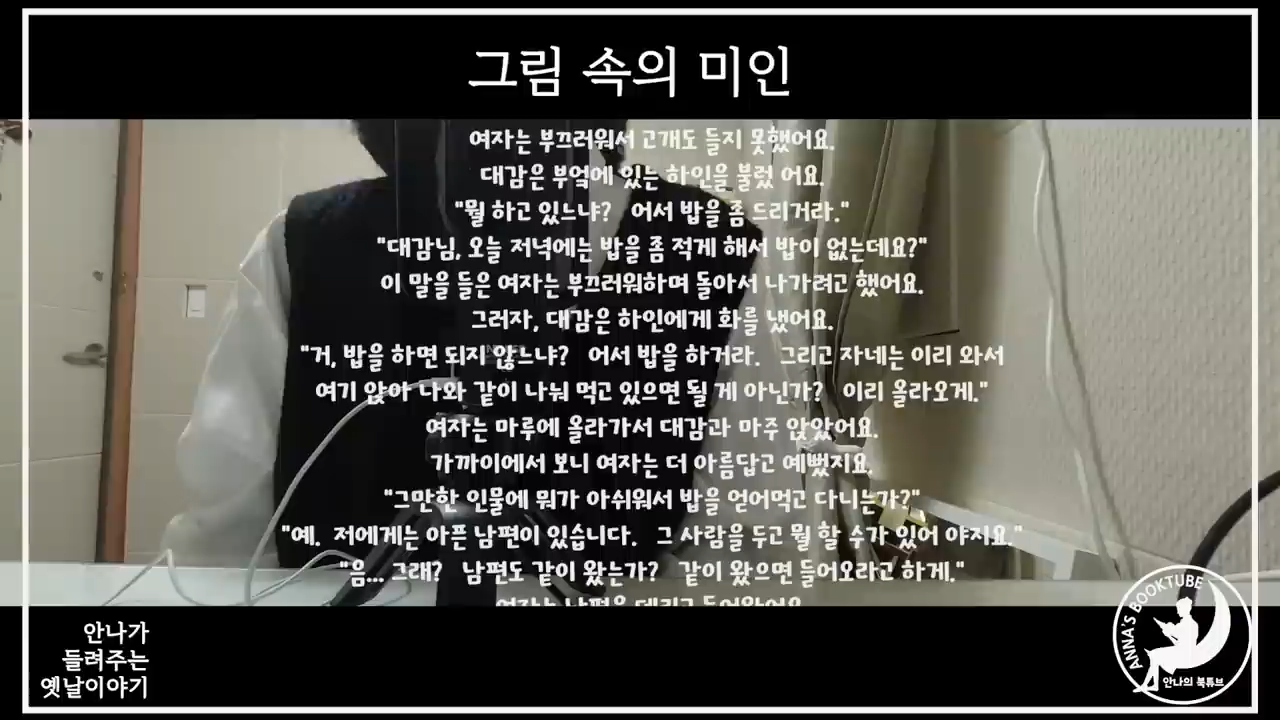 그림 속의 미인
여자는 부끄러워서 고개도 들지 못했어요.
대감은 부엌에 있는 하인을 불렀 어요.
"뭘 하고 있느냐? 어서 밥을 좀 드리거라."
"대감님, 오늘 저녁에는 밥을 좀 적게 해서 밥이 없는데요?"
이 말을 들은 여자는 부끄러워하며 돌아서 나가려고 했어요.
그러자, 대감은 하인에게 화를 냈어요.
"거, 밥을 하면 되지 않느냐? 어서 밥을 하거라. 그리고 자네는 이리 와서
여기 앉아 나와 같이 나눠 먹고 있으면 될 게 아닌가? 이리 올라오게."
여자는 마루에 올라가서 대감과 마주 앉았어요.
가까이에서 보니 여자는 더 아름답고 예뻤지요.
"그만한 인물에 뭐가 아쉬워서 밥을 얻어먹고 다니는가?"
"예. 저에게는 아픈 남편이 있습니다. 그 사람을 두고 뭘 할 수가 있어 야지요."
"음... 그래? 남편도 같이 왔는가? 같이 왔으면 들어오라고 하게."
여자는 남편을 데리고 들어왔어요.
안나가
들려주는
옛날이야기
ANNA'S BOOKTUBE
안나의 북튜브